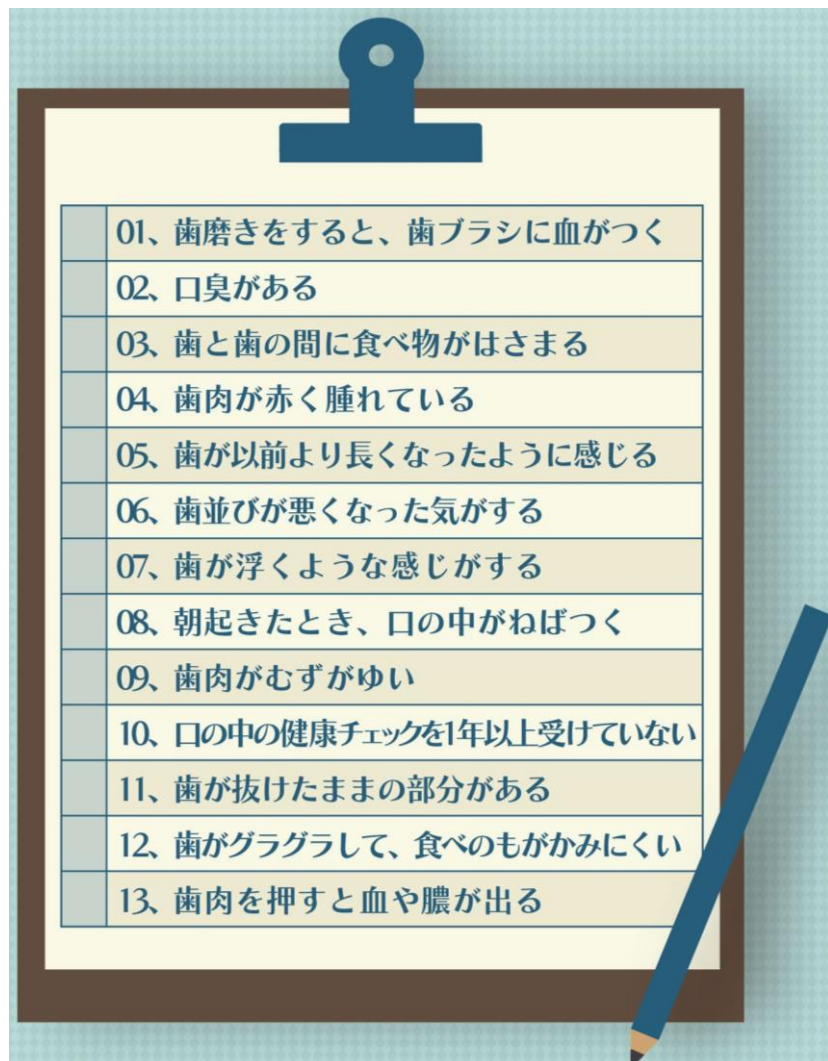 01、歯磨きをすると、歯ブラシに血がつく
02、口臭がある
03、歯と歯の間に食べ物がはさまる
04、歯肉が赤く腫れている
05、歯が以前より長くなったように感じる
06、歯並びが悪くなった気がする
07、歯が浮くような感じがする
08、朝起きたとき、口の中がねばつく
09、歯肉がむずがゆい
10、口の中の健康チェックを1年以上受けていない
11、歯が抜けたままの部分がある
12、歯がグラグラして、食べのもがかみにくい
13、歯肉を押すと血や膿が出る